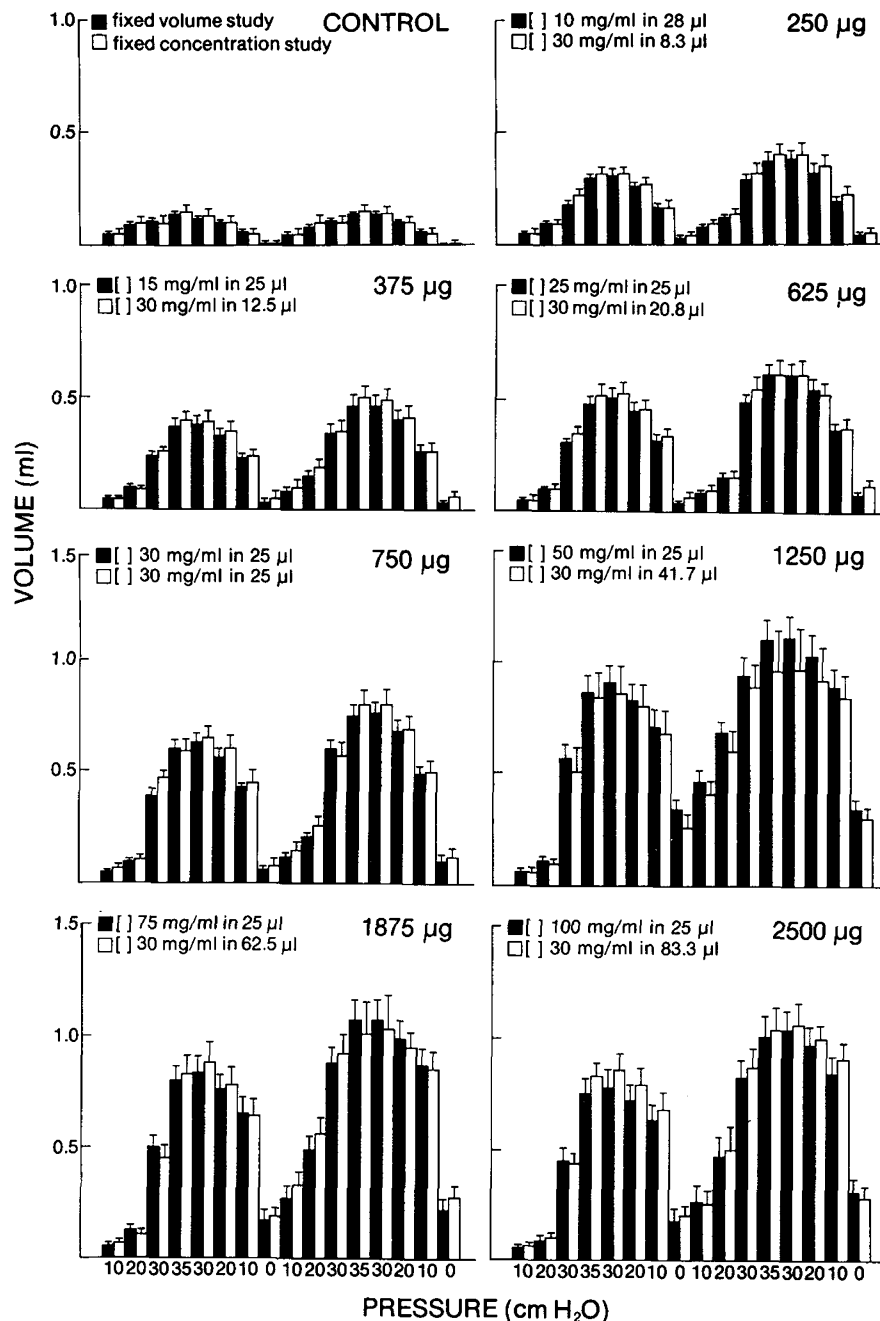 1.0
■ fixed volume study
□ fixed concentration study
CONTROL
0.5
■[ ] 10 mg/ml in 28 µl
□[ ] 30 mg/ml in 8.3 µl
250 µg
1.0
■[ ] 15 mg/ml in 25 µl
□[ ] 30 mg/ml in 12.5 µl
375 µg
0.5
■[ ] 25 mg/ml in 25 µl
□[ ] 30 mg/ml in 20.8 µl
625 µg
VOLUME (ml)
1.5
■[ ] 30 mg/ml in 25 µl
□[ ] 30 mg/ml in 25 µl
750 µg
1.0
0.5
■[ ] 50 mg/ml in 25 µl
□[ ] 30 mg/ml in 41.7 µl
1250 µg
1.5
■[ ] 75 mg/ml in 25 µl
□[ ] 30 mg/ml in 62.5 µl
1875 µg
1.0
0.5
■[ ] 100 mg/ml in 25 µl
□[ ] 30 mg/ml in 83.3 µl
2500 µg
10 20 30 35 30 20 10 0 10 20 30 35 30 20 10 0
10 20 30 35 30 20 10 0 10 20 30 35 30 20 10 0
PRESSURE (cm H₂O)